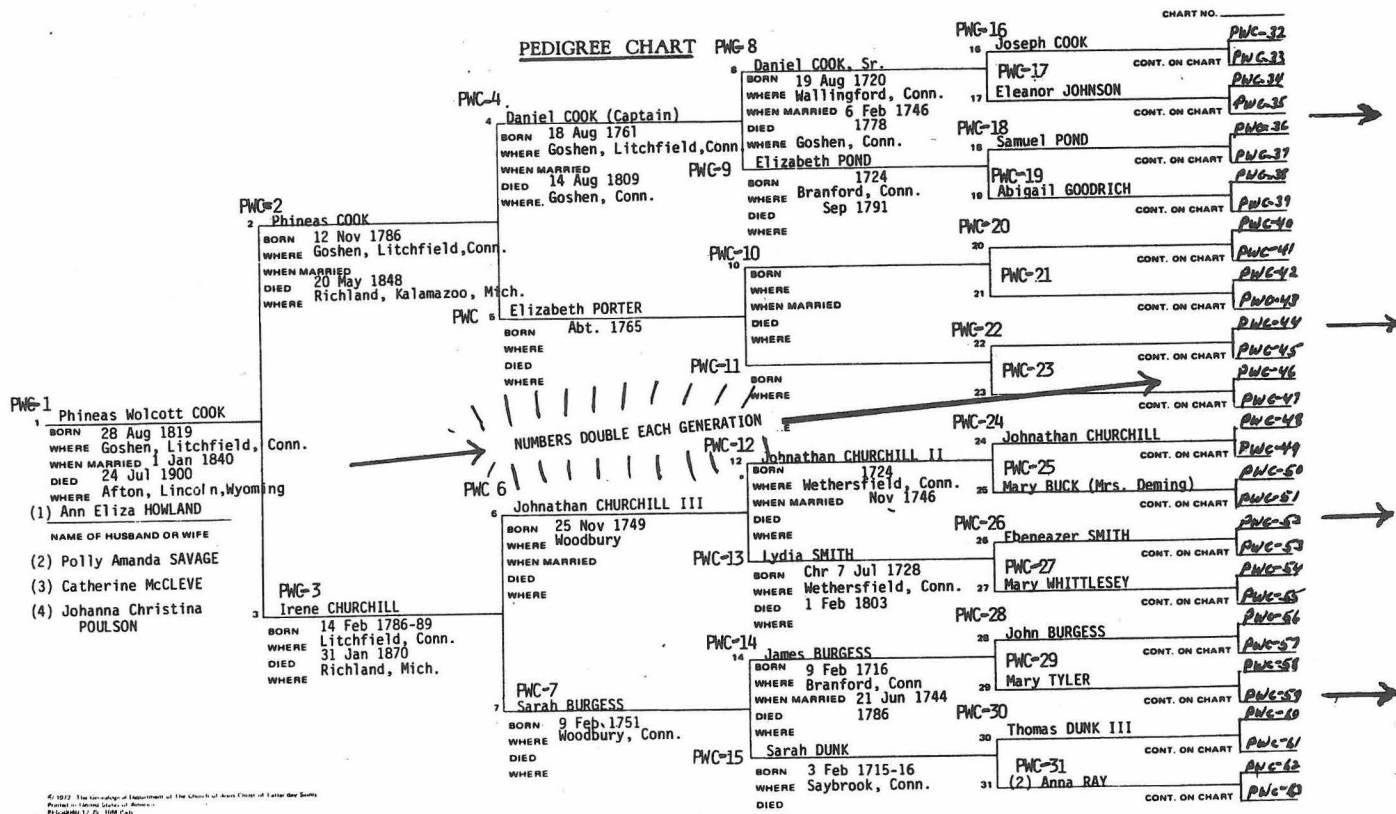 CHART NO.
PEDIGREE CHART
PWC-1
1
Phineas Wolcott COOK
BORN 28 Aug 1819
WHERE Goshen, Litchfield, Conn.
WHEN MARRIED 1 Jan 1840
DIED 24 Jul 1900
WHERE Afton, Lincoln,Wyoming
(1) Ann Eliza HOWLAND
NAME OF HUSBAND OR WIFE
(2) Polly Amanda SAVAGE
(3) Catherine McCLEVE
(4) Johanna Christina
POULSON
PWC-2
2
Phineas COOK
BORN 12 Nov 1786
WHERE Goshen, Litchfield,Conn.
WHEN MARRIED
DIED 20 May 1848
WHERE Richland, Kalamazoo, Mich.
PWC-3
3
Irene CHURCHILL
BORN 14 Feb 1786-89
WHERE Litchfield, Conn.
DIED 31 Jan 1870
WHERE Richland, Mich.
PWC-4
4
Daniel COOK (Captain)
BORN 18 Aug 1761
WHERE Goshen, Litchfield,Conn
WHEN MARRIED
DIED 14 Aug 1809
WHERE. Goshen, Conn.
PWC
5
Elizabeth PORTER
BORN Abt. 1765
WHERE
DIED
WHERE
NUMBERS DOUBLE EACH GENERATION
PWC 6
6
Johnathan CHURCHILL III
BORN 25 Nov 1749
WHERE Woodbury
WHEN MARRIED
DIED
WHERE
PWC-7
7
Sarah BURGESS
BORN 9 Feb 1751
WHERE Woodbury, Conn.
DIED
WHERE
PWC-8
8
Daniel COOK, Sr.
BORN 19 Aug 1720
WHERE Wallingford, Conn.
WHEN MARRIED 6 Feb 1746
DIED 1778
WHERE Goshen, Conn.
PWC-9
Elizabeth POND
BORN 1724
WHERE Branford, Conn.
DIED Sep 1791
WHERE
PWC-10
10
BORN
WHERE
WHEN MARRIED
DIED
WHERE
PWC-11
BORN
WHERE
E
PWC-12
12
Johnathan CHURCHILL II
BORN 1724
WHERE Wethersfield, Conn.
WHEN MARRIED Nov 1746
DIED
WHERE
PWC-13
Lydia SMITH
BORN Chr 7 Jul 1728
WHERE Wethersfield, Conn.
DIED 1 Feb 1803
WHERE
PWC-14
14
James BURGESS
BORN 9 Feb 1716
WHERE Branford, Conn
WHEN MARRIED 21 Jun 1744
DIED 1786
WHERE
PWC-15
Sarah DUNK
BORN 3 Feb 1715-16
WHERE Saybrook, Conn.
DIED
PWC-16
16 Joseph COOK
PWC-32
CONT. ON CHART PWC-33
PWC-17
17 Eleanor JOHNSON
PWC-34
CONT. ON CHART PWC-35
PWC-18
18 Samuel POND
PWC-36
CONT. ON CHART PWC-37
PWC-19
19 Abigail GOODRICH
PWC-38
CONT. ON CHART PWC-39
PWC-20
20
PWC-40
CONT. ON CHART PWC-41
PWC-21
21
PWC-42
CONT. ON CHART PWC-43
PWC-22
22
PWC-44
CONT. ON CHART PWC-45
PWC-23
23
PWC-46
CONT. ON CHART PWC-47
PWC-24
24 Johnathan CHURCHILL
PWC-48
CONT. ON CHART PWC-49
PWC-25
25 Mary BUCK (Mrs. Deming)
PWC-50
CONT. ON CHART PWC-51
PWC-26
26 Ebeneazer SMITH
PWC-52
CONT. ON CHART PWC-53
PWC-27
27 Mary WHITTLESEY
PWC-54
CONT. ON CHART PWC-55
PWC-28
28 John BURGESS
PWC-56
CONT. ON CHART PWC-57
PWC-29
29 Mary TYLER
PWC-58
CONT. ON CHART PWC-59
PWC-30
30 Thomas DUNK III
PWC-60
CONT. ON CHART PWC-61
PWC-31
31 (2) Anna RAY
PWC-62
CONT. ON CHART PWC-63
© 1972 The Genealogical Department of The Church of Jesus Christ of Latter-day Saints
Printed in United States of America